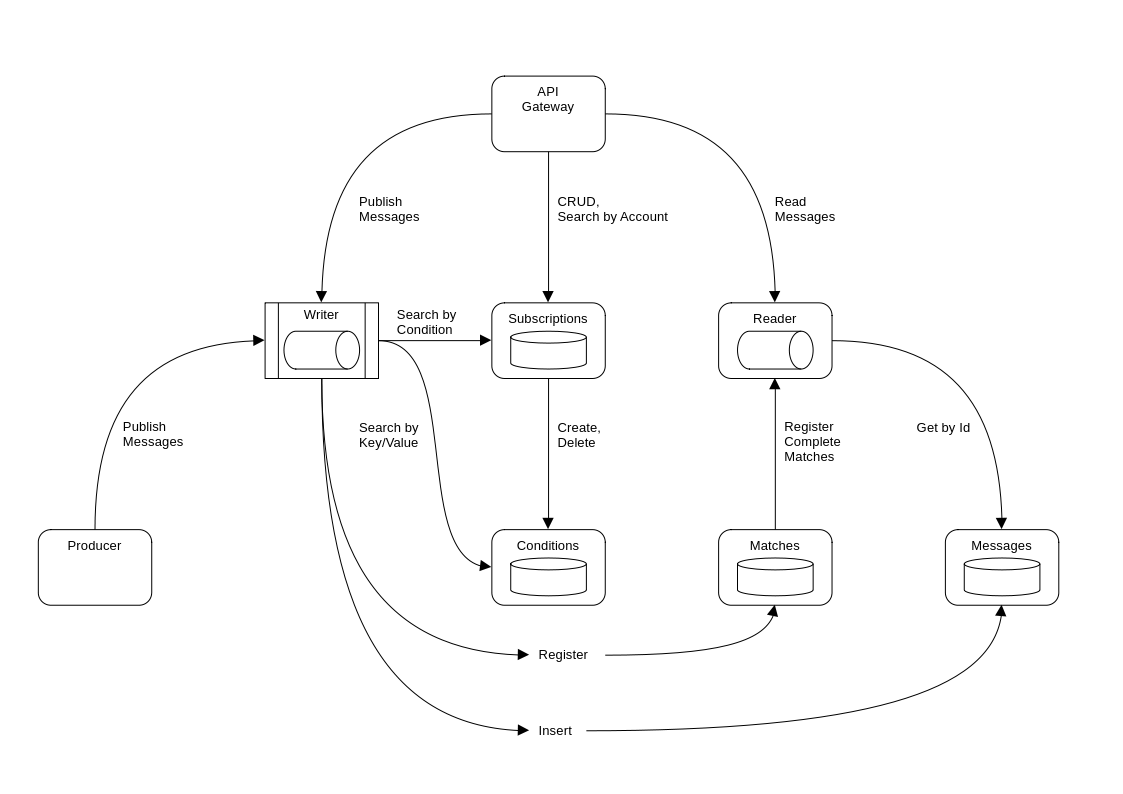 API
Gateway
Publish
Messages
CRUD,
Search by Account
Read
Messages
Writer
Search by
Condition
Subscriptions
Reader
Publish
Messages
Search by
Key/Value
Create,
Delete
Register
Complete
Matches
Get by Id
Producer
Conditions
Matches
Messages
Register
Insert